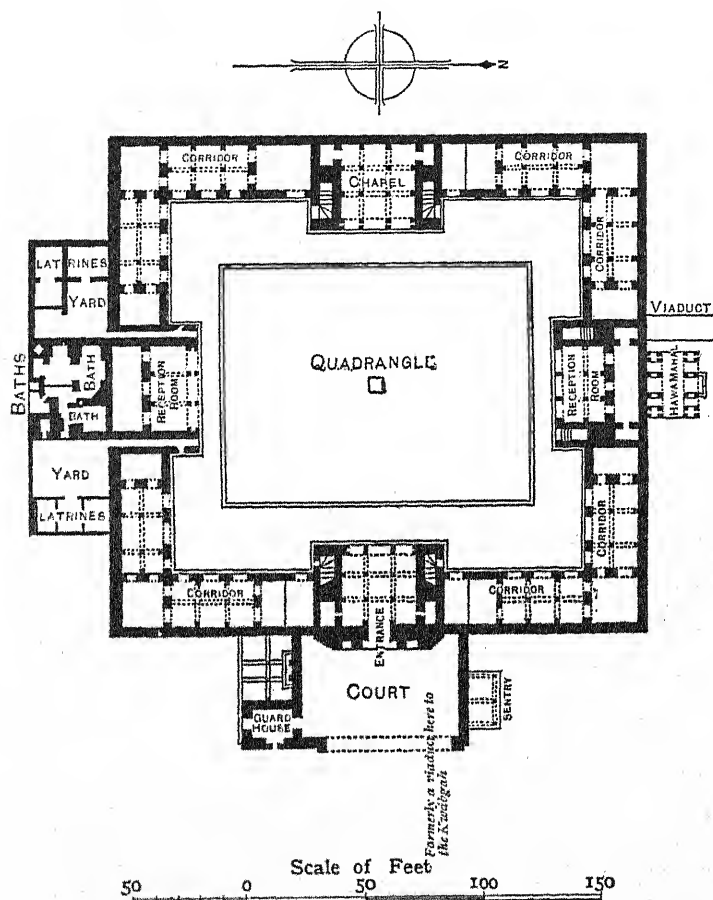 N
CORRIDOR
CHAPEL
CORRIDOR
CORRIDOR
LATRINES
YARD
VIADUCT
QUADRANGLE
BATHS
BATH
BATH
RECEPTION
ROOM
RECEPTION
ROOM
HAWA MAHAL
YARD
LATRINES
CORRIDOR
CORRIDOR
CORRIDOR
ENTRANCE
COURT
SENTRY
GUARD
HOUSE
Formerly a viaduct here to
the Kwabgah
Scale of Feet
50 0 50 100 150